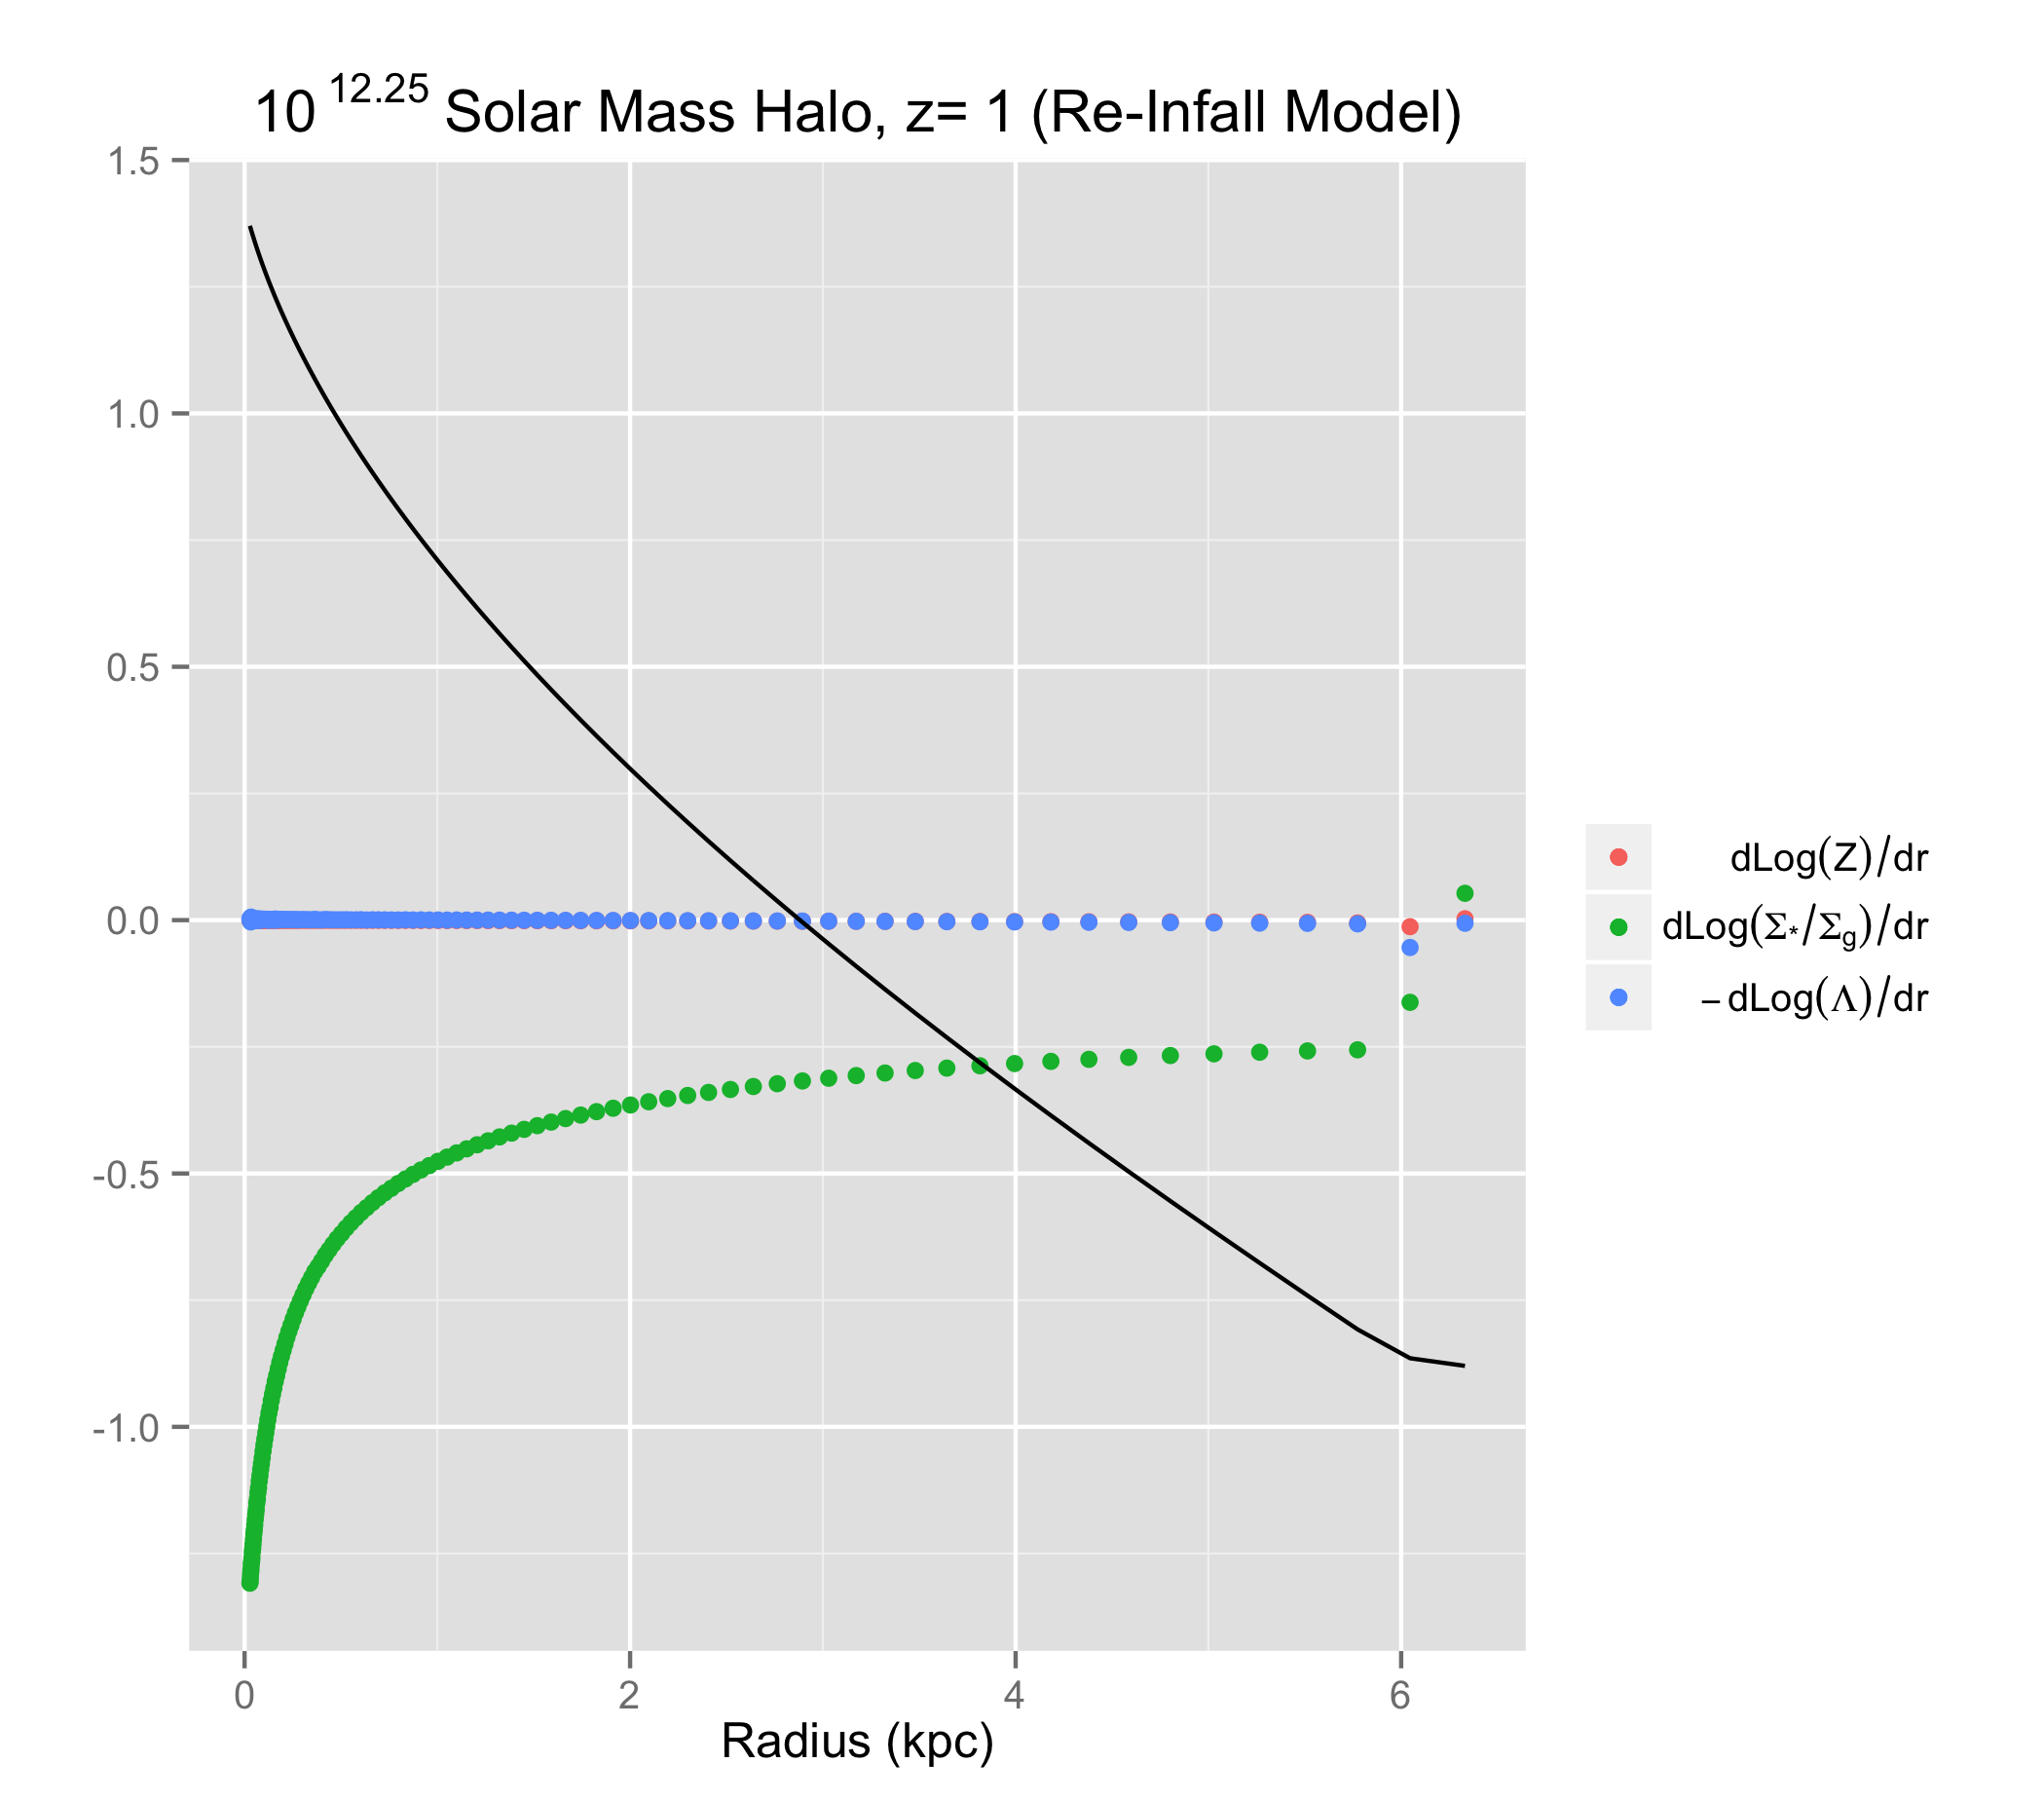 10^12.25 Solar Mass Halo, z= 1 (Re-Infall Model)
1.5
1.0
0.5
0.0
-0.5
-1.0
0 2 4 6
Radius (kpc)
dLog(Z)/dr
dLog(Σ*/Σg)/dr
−dLog(Λ)/dr